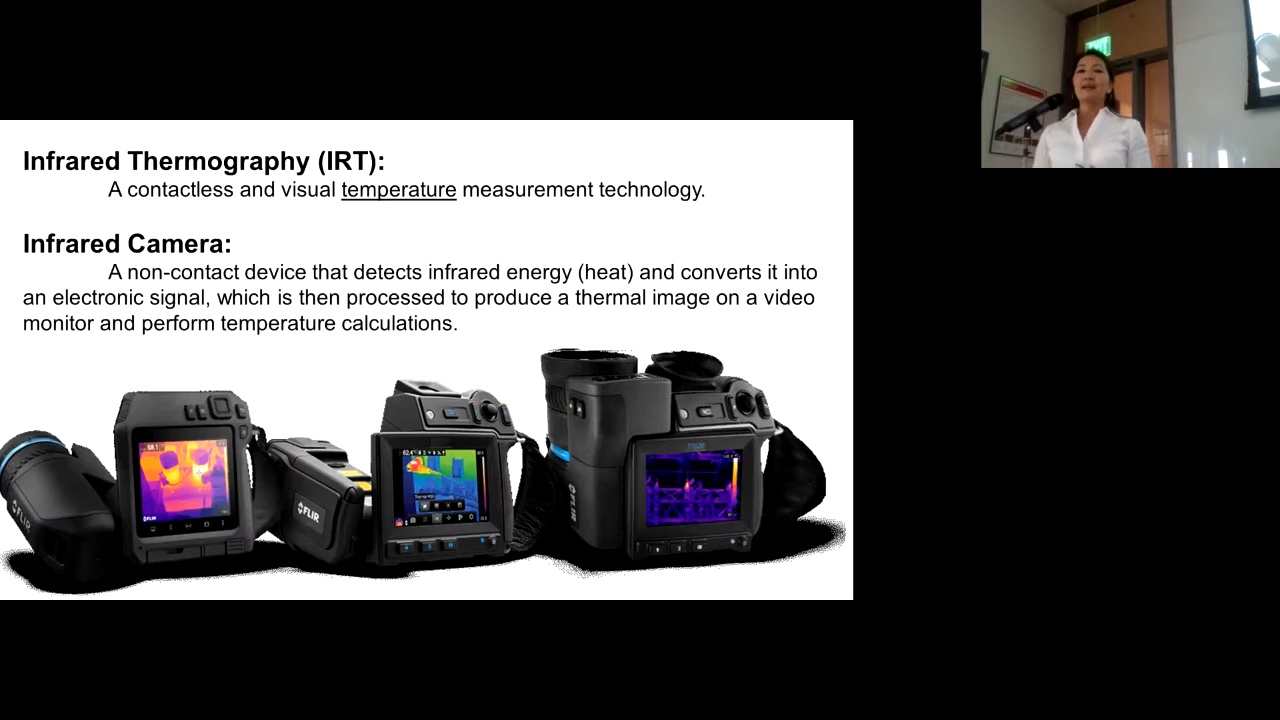 Infrared Thermography (IRT):
A contactless and visual temperature measurement technology.
Infrared Camera:
A non-contact device that detects infrared energy (heat) and converts it into
an electronic signal, which is then processed to produce a thermal image on a video
monitor and perform temperature calculations.
FLIR
FLIR
FLIR